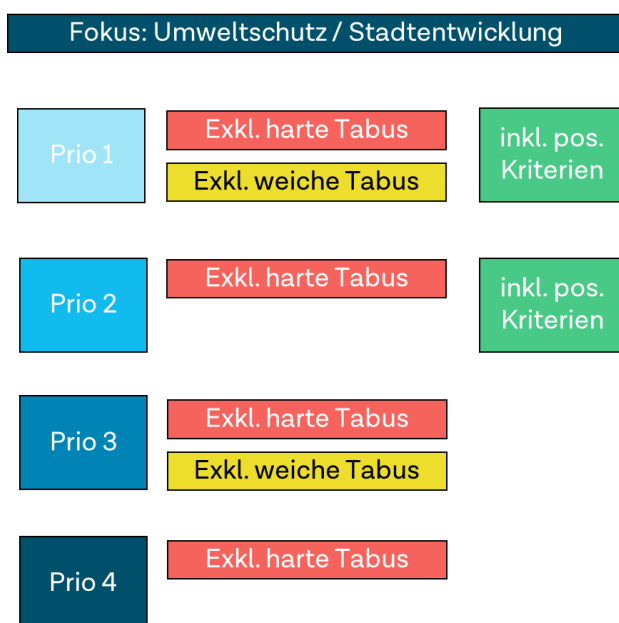 Fokus: Umweltschutz / Stadtentwicklung
Prio 1
Exkl. harte Tabus
Exkl. weiche Tabus
inkl. pos.
Kriterien
Prio 2
Exkl. harte Tabus
inkl. pos.
Kriterien
Prio 3
Exkl. harte Tabus
Exkl. weiche Tabus
Prio 4
Exkl. harte Tabus